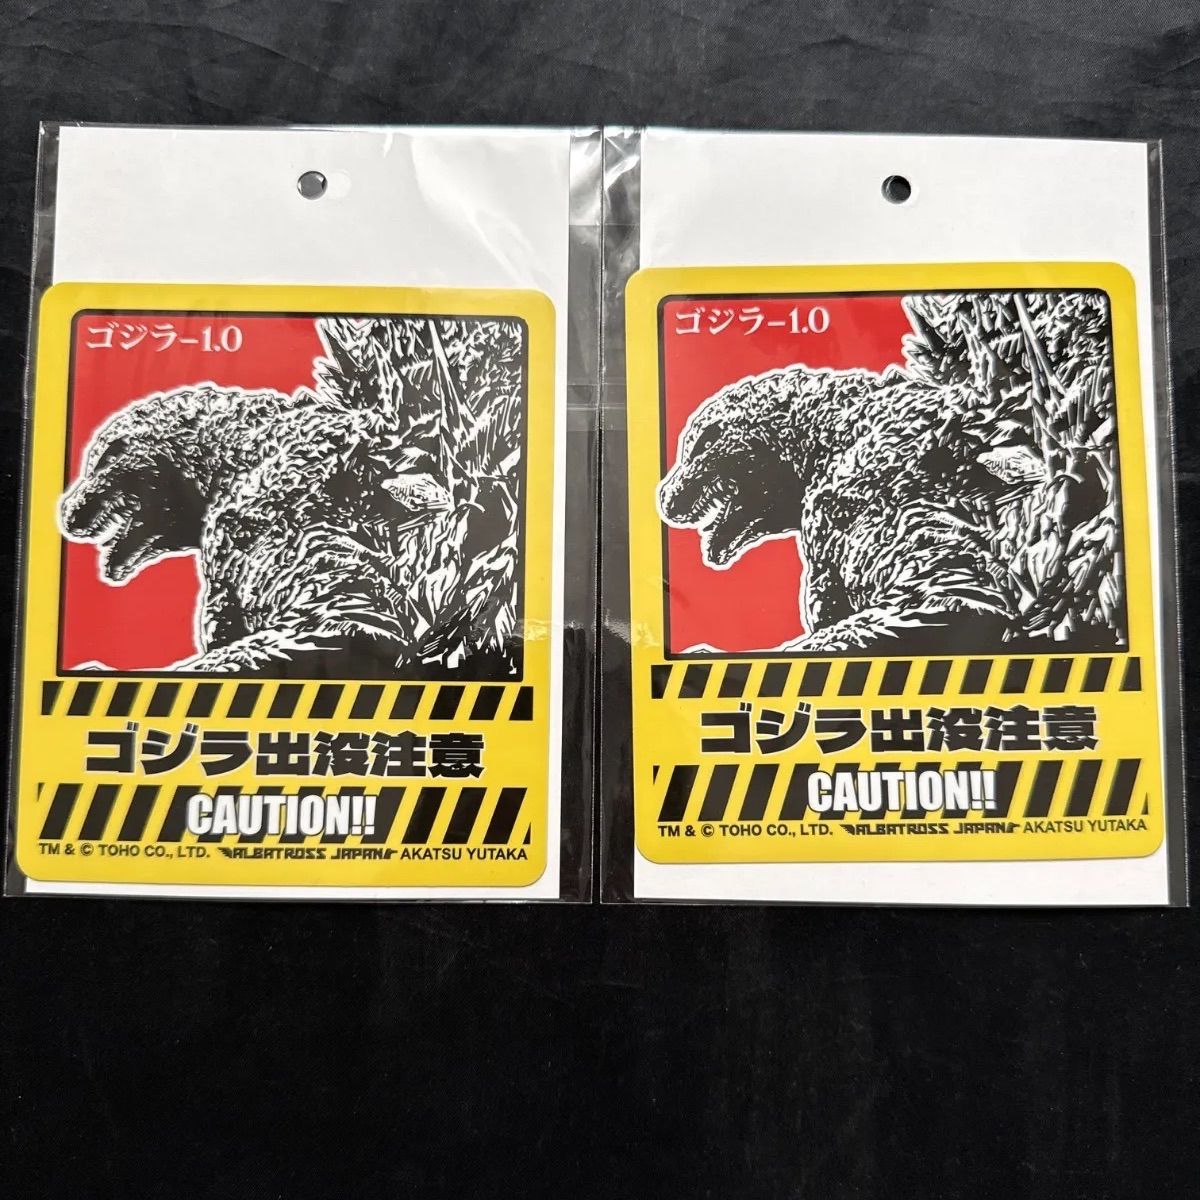 ゴジラ-1.0
ゴジラ出没注意
CAUTION!!
TM & © TOHO CO., LTD. ALBATROSS JAPAN AKATSU YUTAKA
ゴジラ-1.0
ゴジラ出没注意
CAUTION!!
TM & © TOHO CO., LTD. ALBATROSS JAPAN AKATSU YUTAKA